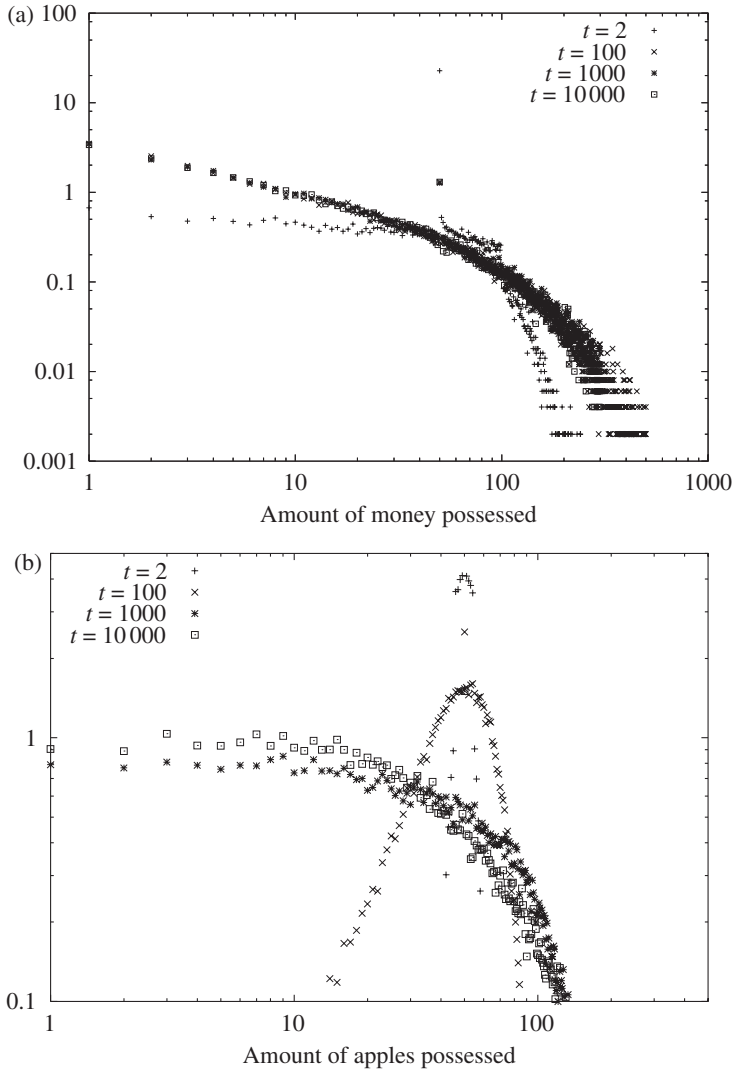 (a)
100
10
1
0.1
0.01
0.001
t = 2
t = 100
t = 1000
t = 10 000
1 10 100 1000
Amount of money possessed
(b)
1
0.1
t = 2
t = 100
t = 1000
t = 10 000
1 10 100
Amount of apples possessed